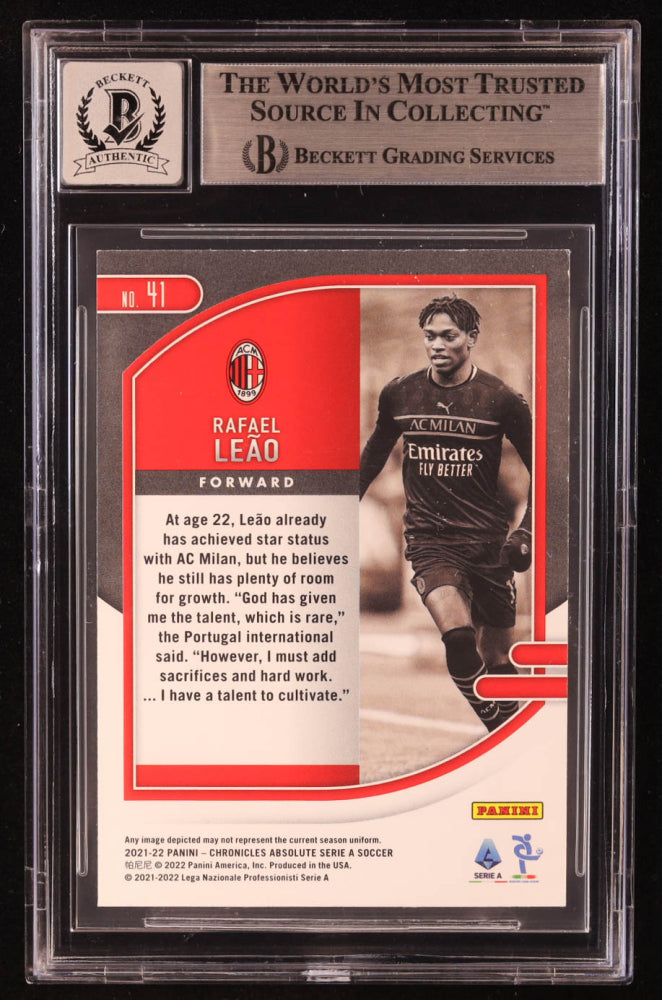 BECKETT
B
AUTHENTIC
THE WORLD'S MOST TRUSTED
SOURCE IN COLLECTING™
B BECKETT GRADING SERVICES
NO. 41
ACM
1899
RAFAEL
LEÃO
FORWARD
At age 22, Leão already
has achieved star status
with AC Milan, but he believes
he still has plenty of room
for growth. “God has given
me the talent, which is rare,”
the Portugal international
said. “However, I must add
sacrifices and hard work.
... I have a talent to cultivate.”
AC MILAN
Emirates
FLY BETTER
PANINI
Any image depicted may not represent the current season uniform.
2021-22 PANINI – CHRONICLES ABSOLUTE SERIE A SOCCER
帕尼尼 © 2022 Panini America, Inc. Produced in the USA.
© 2021-2022 Lega Nazionale Professionisti Serie A
SERIE A